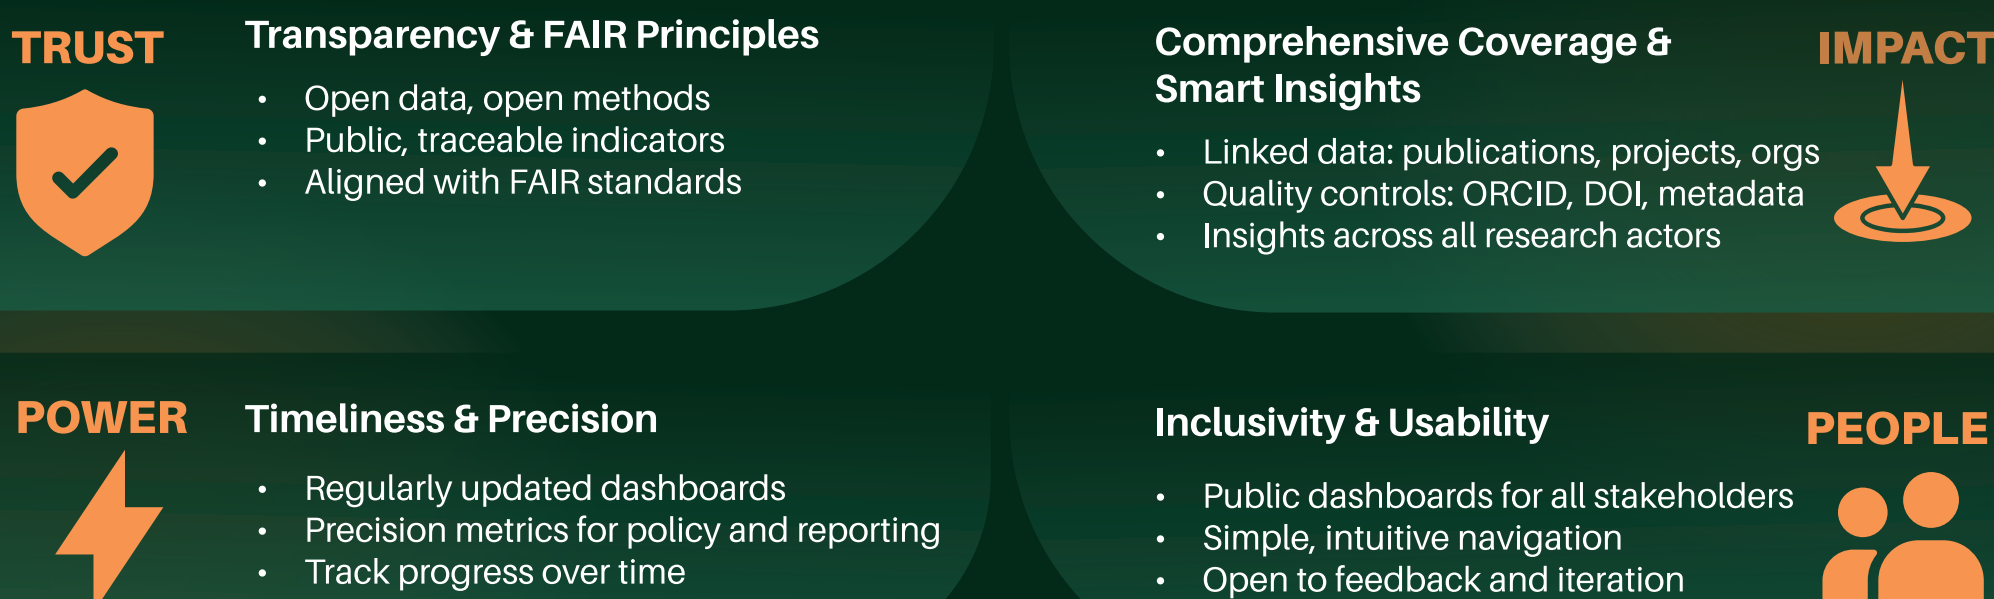 TRUST
Transparency & FAIR Principles
• Open data, open methods
• Public, traceable indicators
• Aligned with FAIR standards
Comprehensive Coverage &
Smart Insights
IMPACT
• Linked data: publications, projects, orgs
• Quality controls: ORCID, DOI, metadata
• Insights across all research actors
POWER
Timeliness & Precision
• Regularly updated dashboards
• Precision metrics for policy and reporting
• Track progress over time
Inclusivity & Usability
PEOPLE
• Public dashboards for all stakeholders
• Simple, intuitive navigation
• Open to feedback and iteration